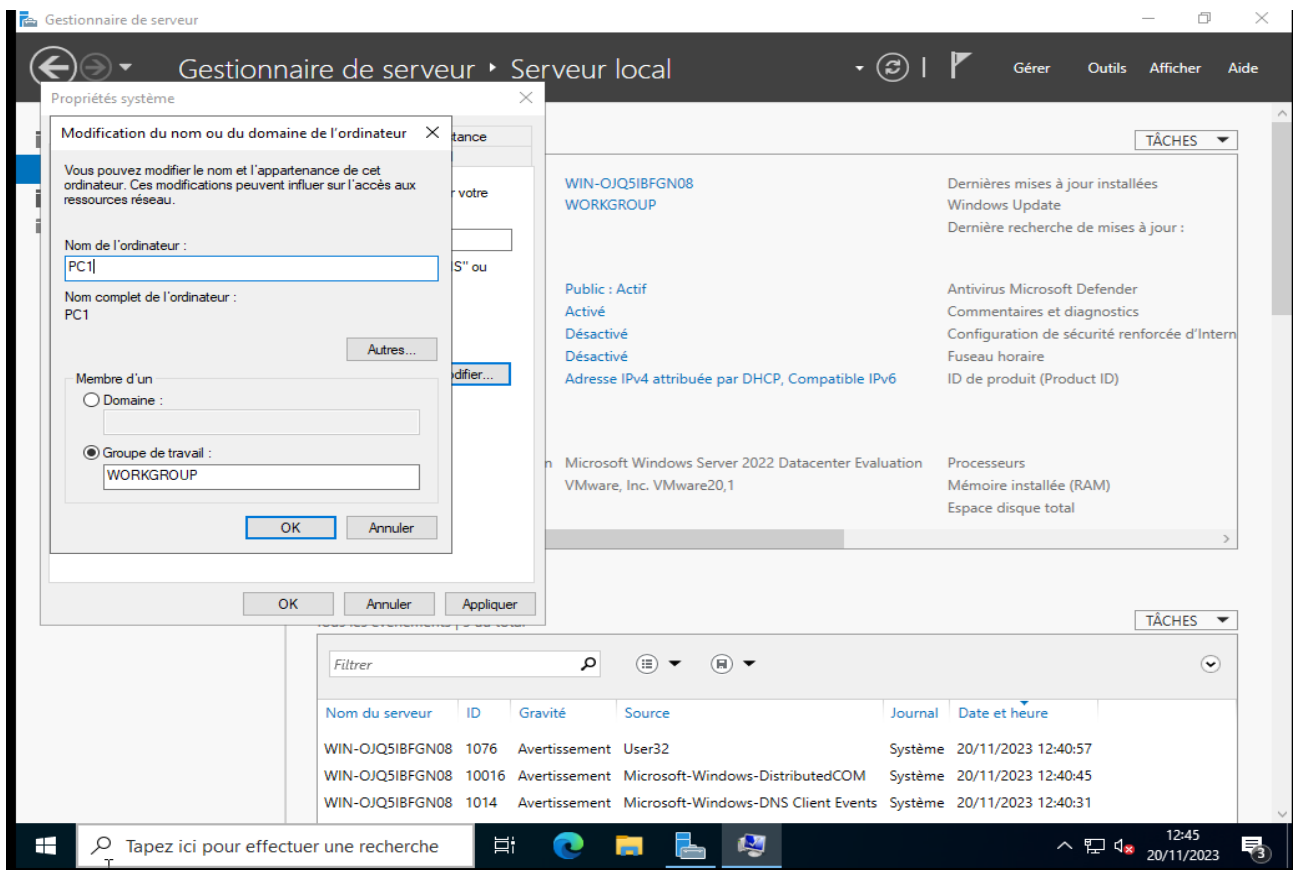 Gestionnaire de serveur
Gestionnaire de serveur ‣ Serveur local
Gérer Outils Afficher Aide
Propriétés système
Modification du nom ou du domaine de l'ordinateur
tance
Vous pouvez modifier le nom et l'appartenance de cet
ordinateur. Ces modifications peuvent influer sur l'accès aux
ressources réseau.
r votre
Nom de l'ordinateur :
PC1
IS" ou
Nom complet de l'ordinateur :
PC1
Autres...
odifier...
Membre d'un
Domaine :
Groupe de travail :
WORKGROUP
OK Annuler
OK Annuler Appliquer
TÂCHES
WIN-OJQ5IBFGN08 Dernières mises à jour installées
WORKGROUP Windows Update
Dernière recherche de mises à jour :
Public : Actif Antivirus Microsoft Defender
Activé Commentaires et diagnostics
Désactivé Configuration de sécurité renforcée d'Intern
Désactivé Fuseau horaire
Adresse IPv4 attribuée par DHCP, Compatible IPv6 ID de produit (Product ID)
n Microsoft Windows Server 2022 Datacenter Evaluation Processeurs
VMware, Inc. VMware20,1 Mémoire installée (RAM)
Espace disque total
Tous les événements | 3 au total
TÂCHES
Filtrer
Nom du serveur ID Gravité Source Journal Date et heure
WIN-OJQ5IBFGN08 1076 Avertissement User32 Système 20/11/2023 12:40:57
WIN-OJQ5IBFGN08 10016 Avertissement Microsoft-Windows-DistributedCOM Système 20/11/2023 12:40:45
WIN-OJQ5IBFGN08 1014 Avertissement Microsoft-Windows-DNS Client Events Système 20/11/2023 12:40:31
Tapez ici pour effectuer une recherche
12:45
20/11/2023
3